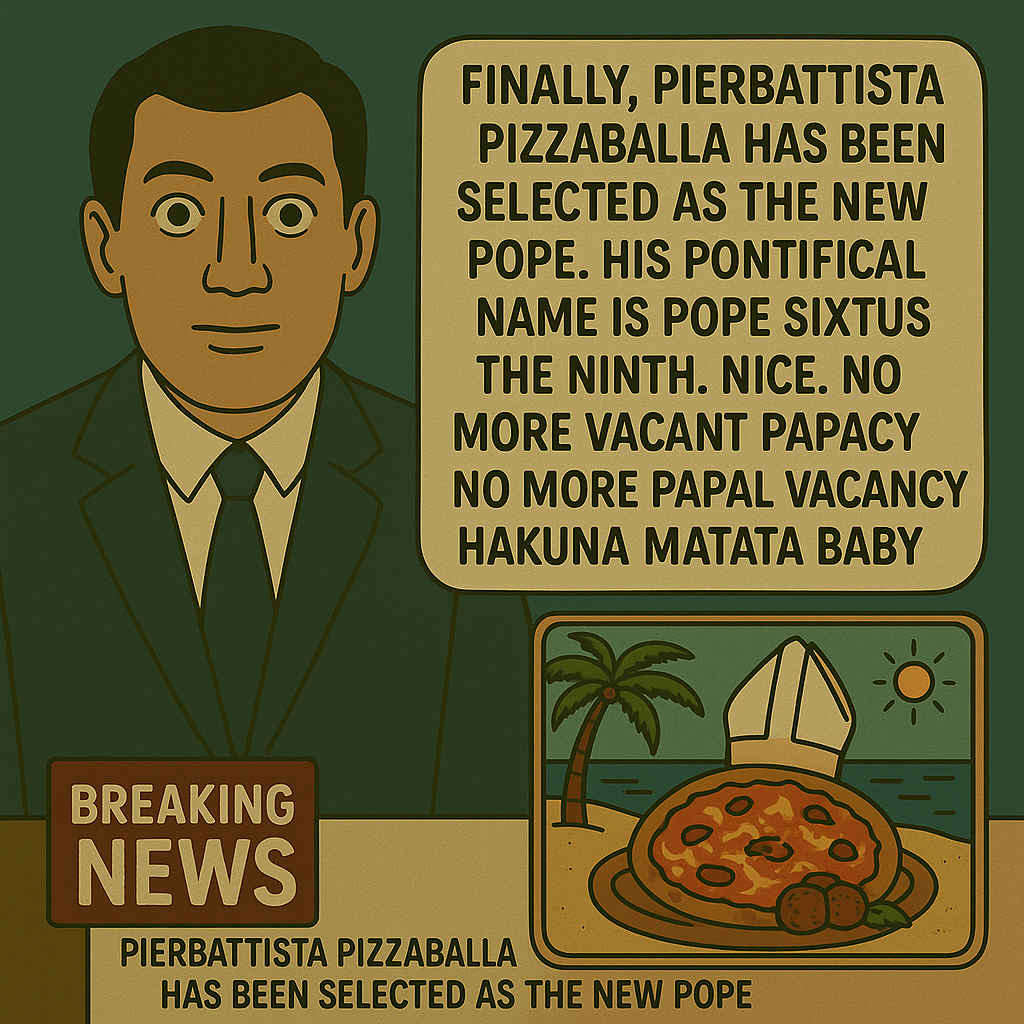 FINALLY, PIERBATTISTA
PIZZABALLA HAS BEEN
SELECTED AS THE NEW
POPE. HIS PONTIFICAL
NAME IS POPE SIXTUS
THE NINTH. NICE. NO
MORE VACANT PAPACY
NO MORE PAPAL VACANCY
HAKUNA MATATA BABY
BREAKING
NEWS
PIERBATTISTA PIZZABALLA
HAS BEEN SELECTED AS THE NEW POPE